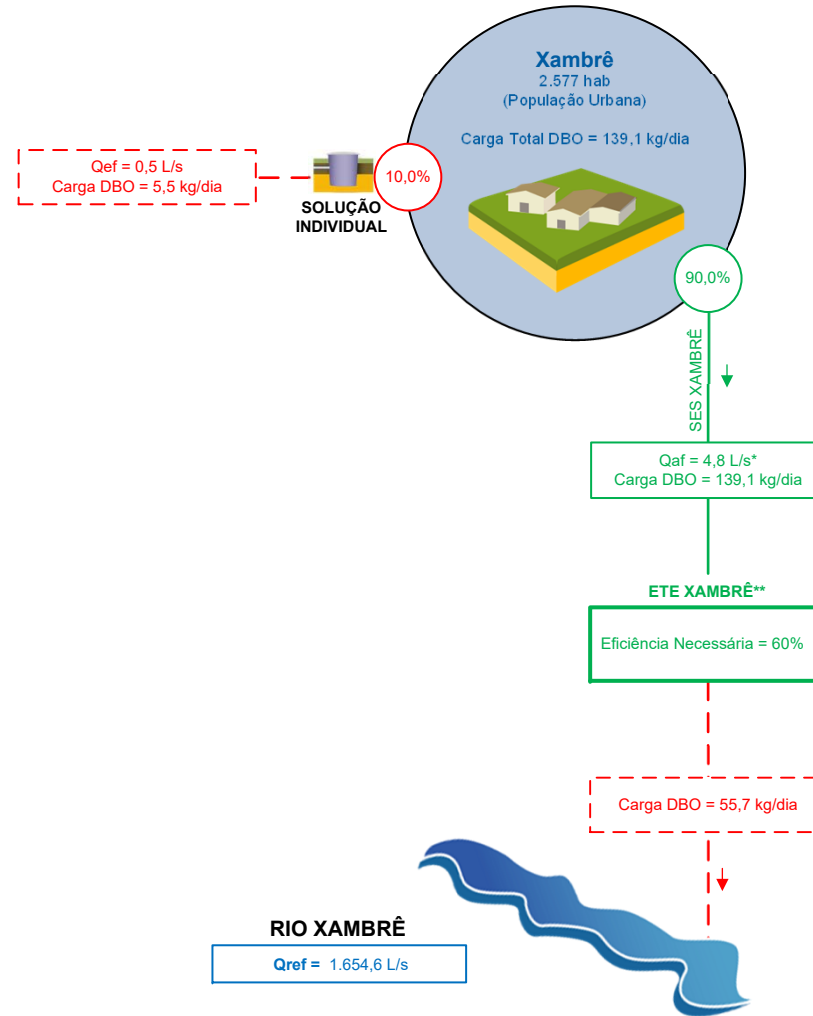 Xambrê
2.577 hab
(População Urbana)
Carga Total DBO = 139,1 kg/dia
Qef = 0,5 L/s
Carga DBO = 5,5 kg/dia
SOLUÇÃO
INDIVIDUAL
10,0%
90,0%
SES XAMBRÊ
Qaf = 4,8 L/s*
Carga DBO = 139,1 kg/dia
ETE XAMBRÊ**
Eficiência Necessária = 60%
Carga DBO = 55,7 kg/dia
RIO XAMBRÊ
Qref = 1.654,6 L/s